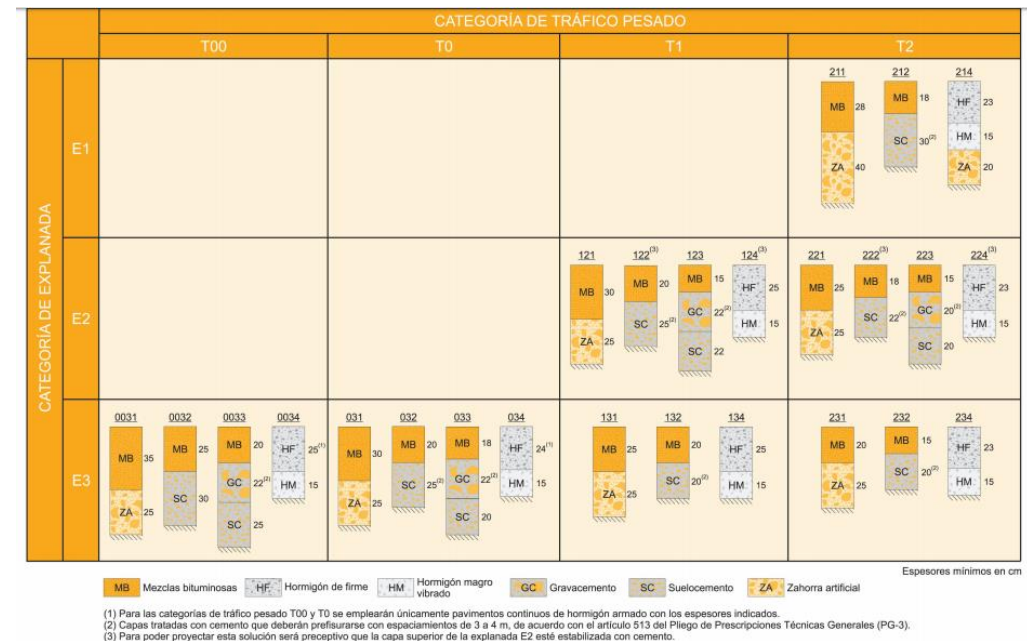 CATEGORÍA DE TRÁFICO PESADO
T00 T0 T1 T2
CATEGORÍA DE EXPLANADA
E1
211 212 214
MB 28 MB 18 HF 23
ZA 40 SC 30(2) HM 15
ZA 20
E2
121 122(3) 123 124(3) 221 222(3) 223 224(3)
MB 30 MB 20 MB 15 HF 25 MB 25 MB 18 MB 15 HF 23
ZA 25 SC 25(2) GC 22(2) HM 15 ZA 25 SC 22(2) GC 20(2) HM 15
SC 22 SC 20
E3
0031 0032 0033 0034 031 032 033 034 131 132 134 231 232 234
MB 35 MB 25 MB 20 HF 25(1) MB 30 MB 20 MB 18 HF 24(1) MB 25 MB 20 HF 25 MB 20 MB 15 HF 23
ZA 25 SC 30 GC 22(2) HM 15 ZA 25 SC 25(2) GC 22(2) HM 15 ZA 25 SC 20(2) HM 15 ZA 25 SC 20(2) HM 15
SC 25 SC 20
Espesores mínimos en cm
MB Mezclas bituminosas HF Hormigón de firme HM Hormigón magro vibrado GC Gravacemento SC Suelocemento ZA Zahorra artificial
(1) Para las categorías de tráfico pesado T00 y T0 se emplearán únicamente pavimentos continuos de hormigón armado con los espesores indicados.
(2) Capas tratadas con cemento que deberán prefisurarse con espaciamientos de 3 a 4 m, de acuerdo con el artículo 513 del Pliego de Prescripciones Técnicas Generales (PG-3).
(3) Para poder proyectar esta solución será preceptivo que la capa superior de la explanada E2 esté estabilizada con cemento.